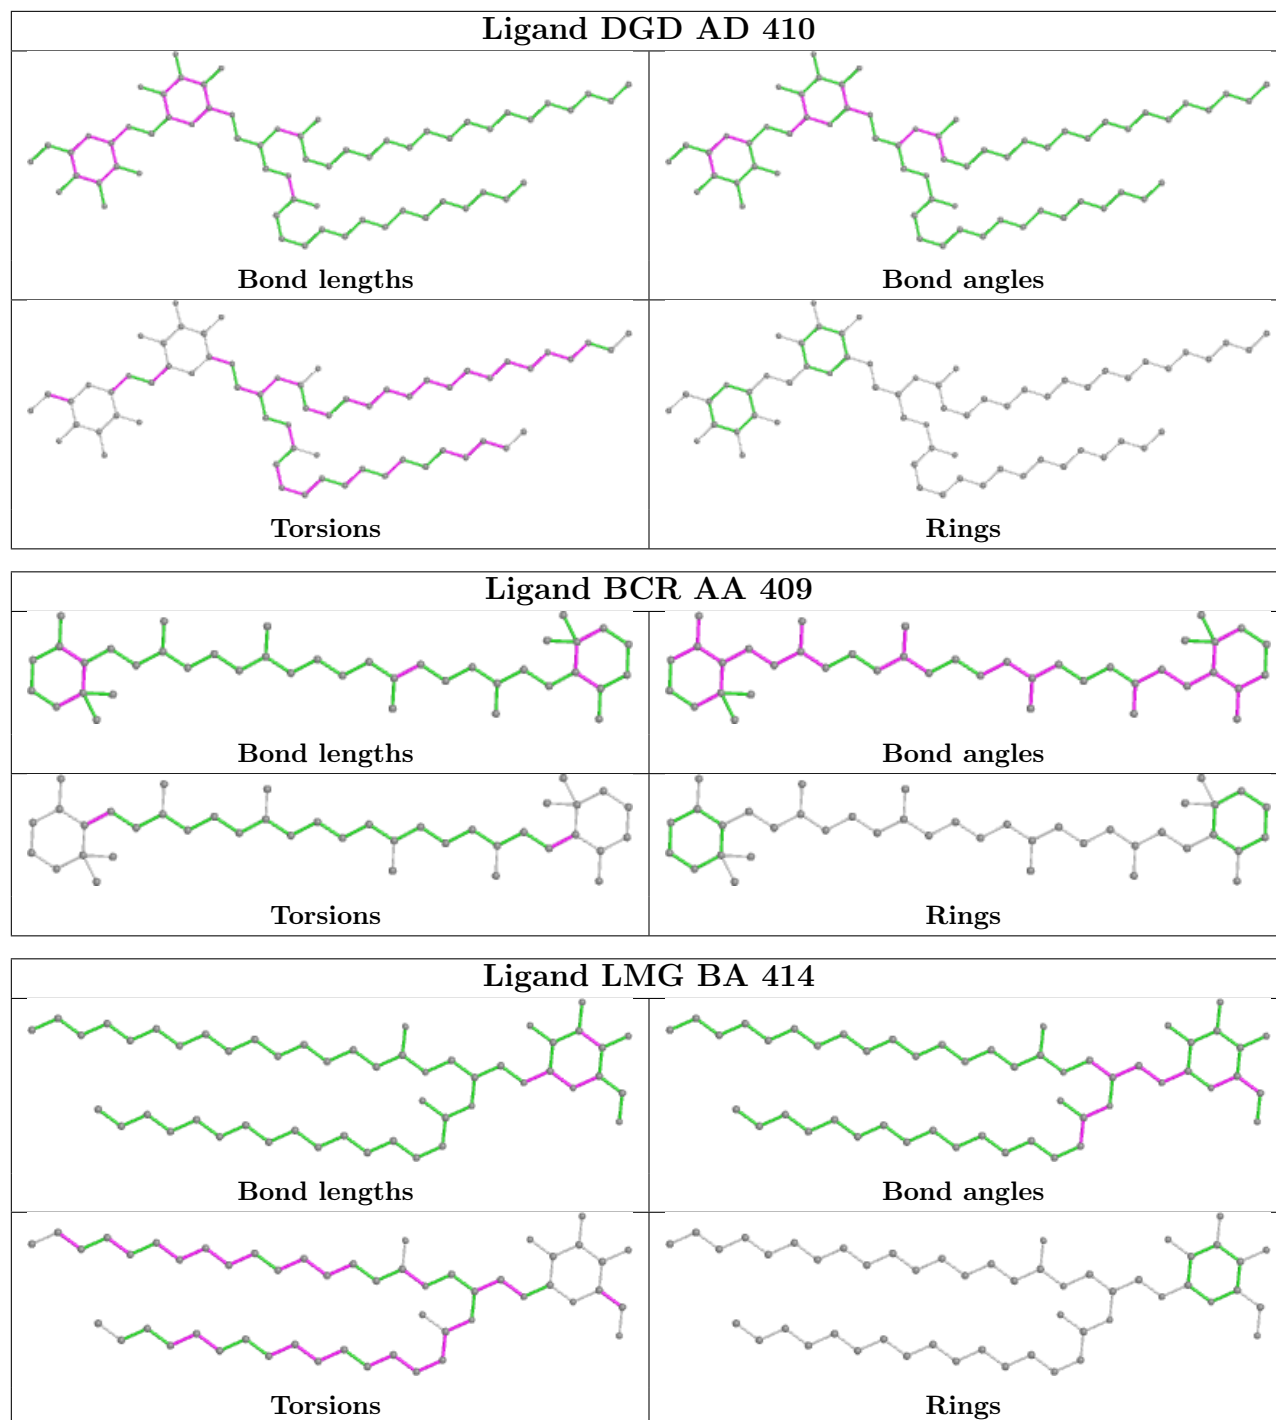 Ligand DGD AD 410
Bond lengths
Bond angles
Torsions
Rings
Ligand BCR AA 409
Bond lengths
Bond angles
Torsions
Rings
Ligand LMG BA 414
Bond lengths
Bond angles
Torsions
Rings